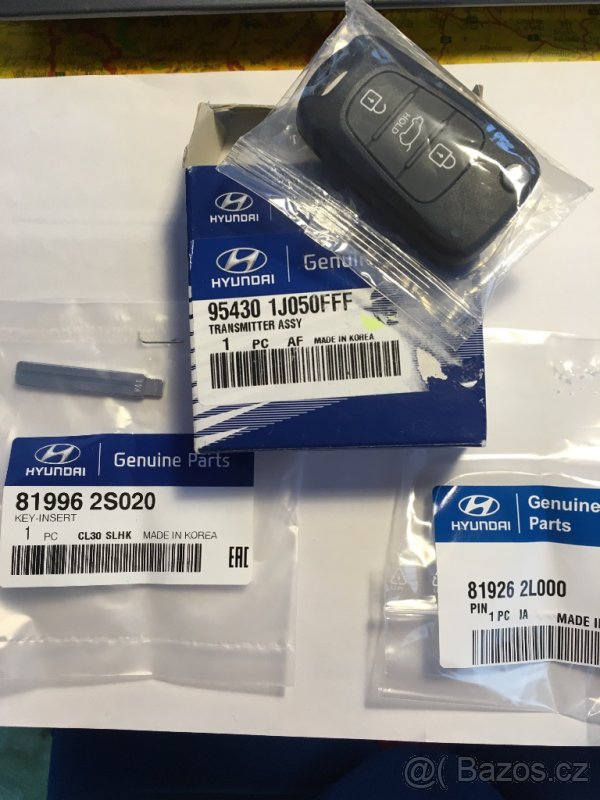 HOLD
HYUNDAI
HYUNDAI Genuine
95430 1J050FFF
TRANSMITTER ASSY
1 PC AF MADE IN KOREA
HYUNDAI Genuine Parts
81996 2S020
KEY-INSERT
1 PC CL30 SLHK MADE IN KOREA
EAC
HYUNDAI Genuine Parts
81926 2L000
PIN
1 PC IA MADE IN
@ Bazos.cz